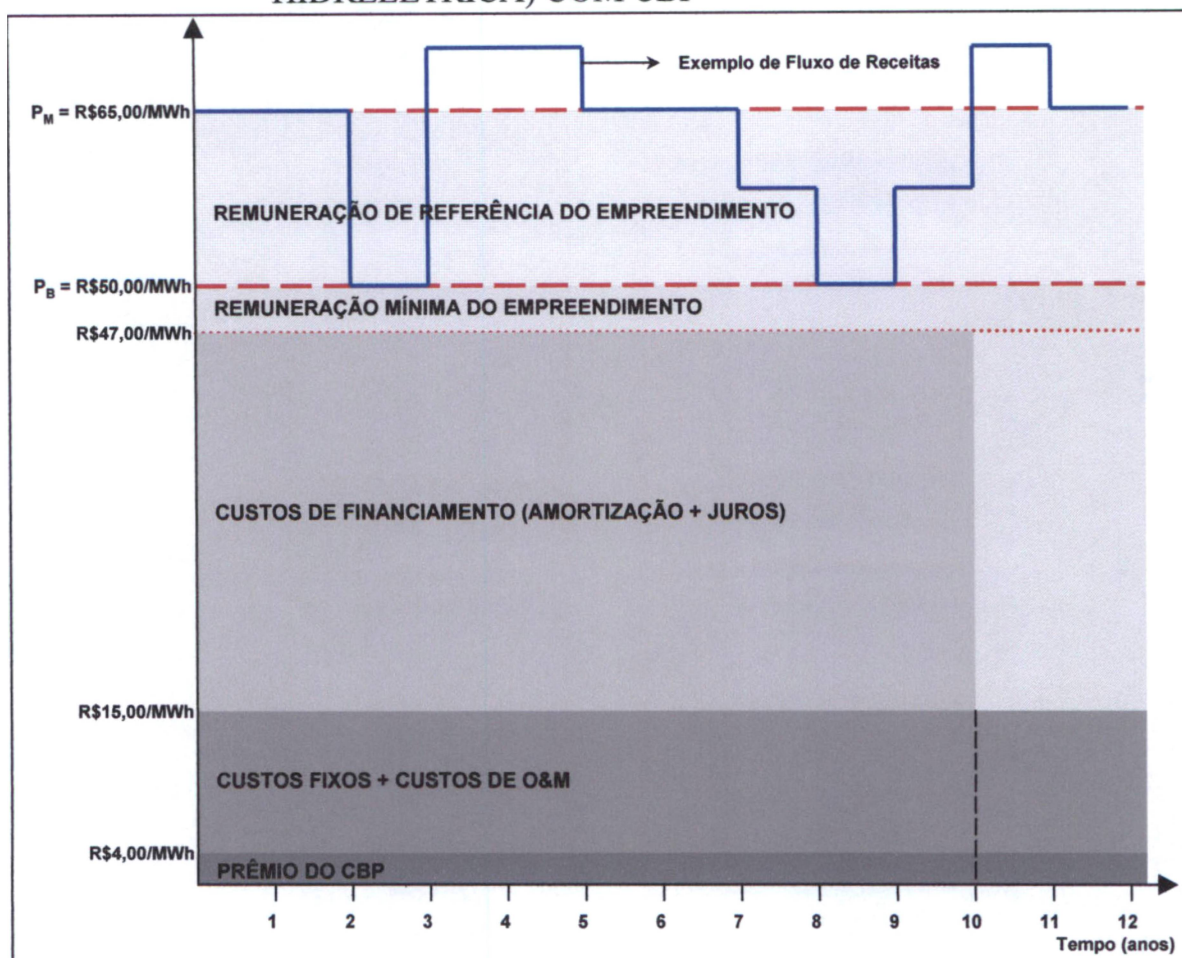 HIDRELÉTRICA) COM CBP
Exemplo de Fluxo de Receitas
P_M = R$65,00/MWh
REMUNERAÇÃO DE REFERÊNCIA DO EMPREENDIMENTO
P_B = R$50,00/MWh
REMUNERAÇÃO MÍNIMA DO EMPREENDIMENTO
R$47,00/MWh
CUSTOS DE FINANCIAMENTO (AMORTIZAÇÃO + JUROS)
R$15,00/MWh
CUSTOS FIXOS + CUSTOS DE O&M
R$4,00/MWh
PRÊMIO DO CBP
1 2 3 4 5 6 7 8 9 10 11 12
Tempo (anos)